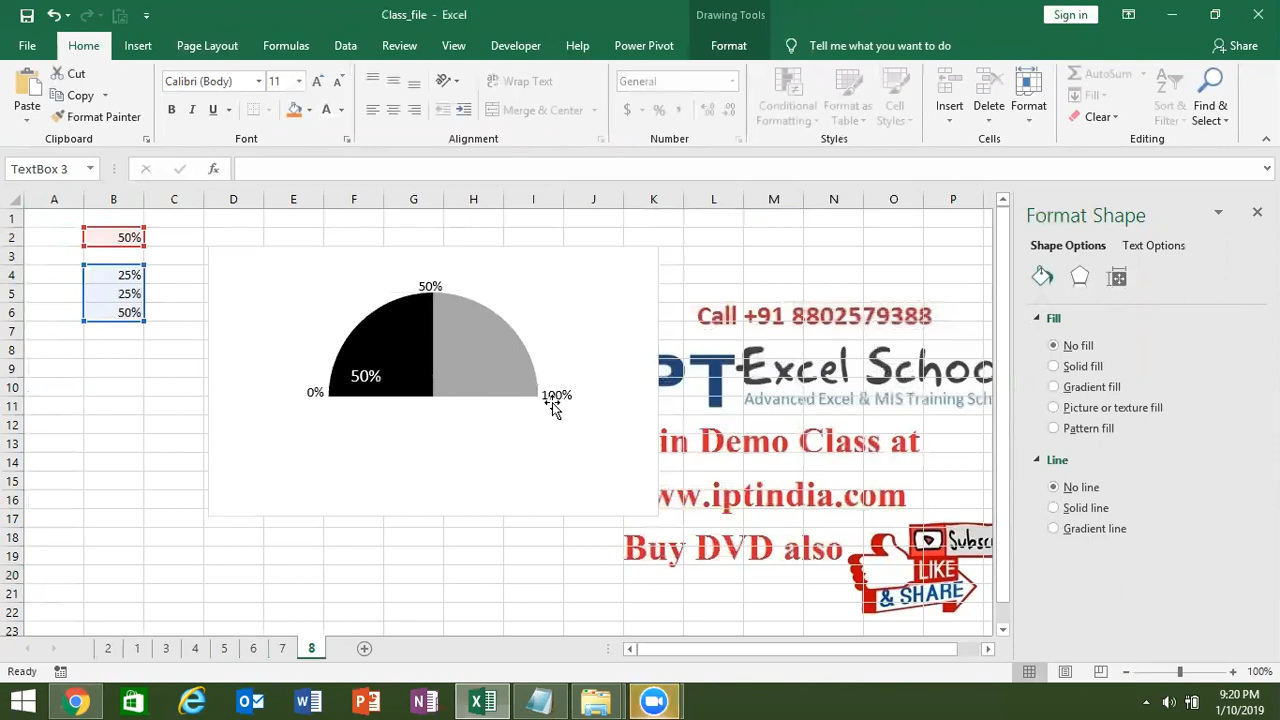 Class_file - Excel
Drawing Tools
Sign in
File
Home
Insert
Page Layout
Formulas
Data
Review
View
Developer
Help
Power Pivot
Format
Tell me what you want to do
Share
Paste
Cut
Copy
Format Painter
Clipboard
Calibri (Body)
11
B I U
Font
Wrap Text
Merge & Center
Alignment
General
$ % ,
Number
Conditional Formatting
Format as Table
Cell Styles
Styles
Insert
Delete
Format
Cells
AutoSum
Fill
Clear
Sort & Filter
Find & Select
Editing
TextBox 3
fx
A B C D E F G H I J K L M N O P
1
2 50%
3
4 25%
5 25%
6 50%
7
8
9
10
11
12
13
14
15
16
17
18
19
20
21
22
23
50%
50%
0%
100%
Call +91 8802579388
PT Excel Schoo
Advanced Excel & MIS Training Sch
in Demo Class at
ww.iptindia.com
Buy DVD also
Subsc
LIKE
& SHARE
Format Shape
Shape Options
Text Options
Fill
No fill
Solid fill
Gradient fill
Picture or texture fill
Pattern fill
Line
No line
Solid line
Gradient line
2 1 3 4 5 6 7 8
Ready
100%
9:20 PM
1/10/2019